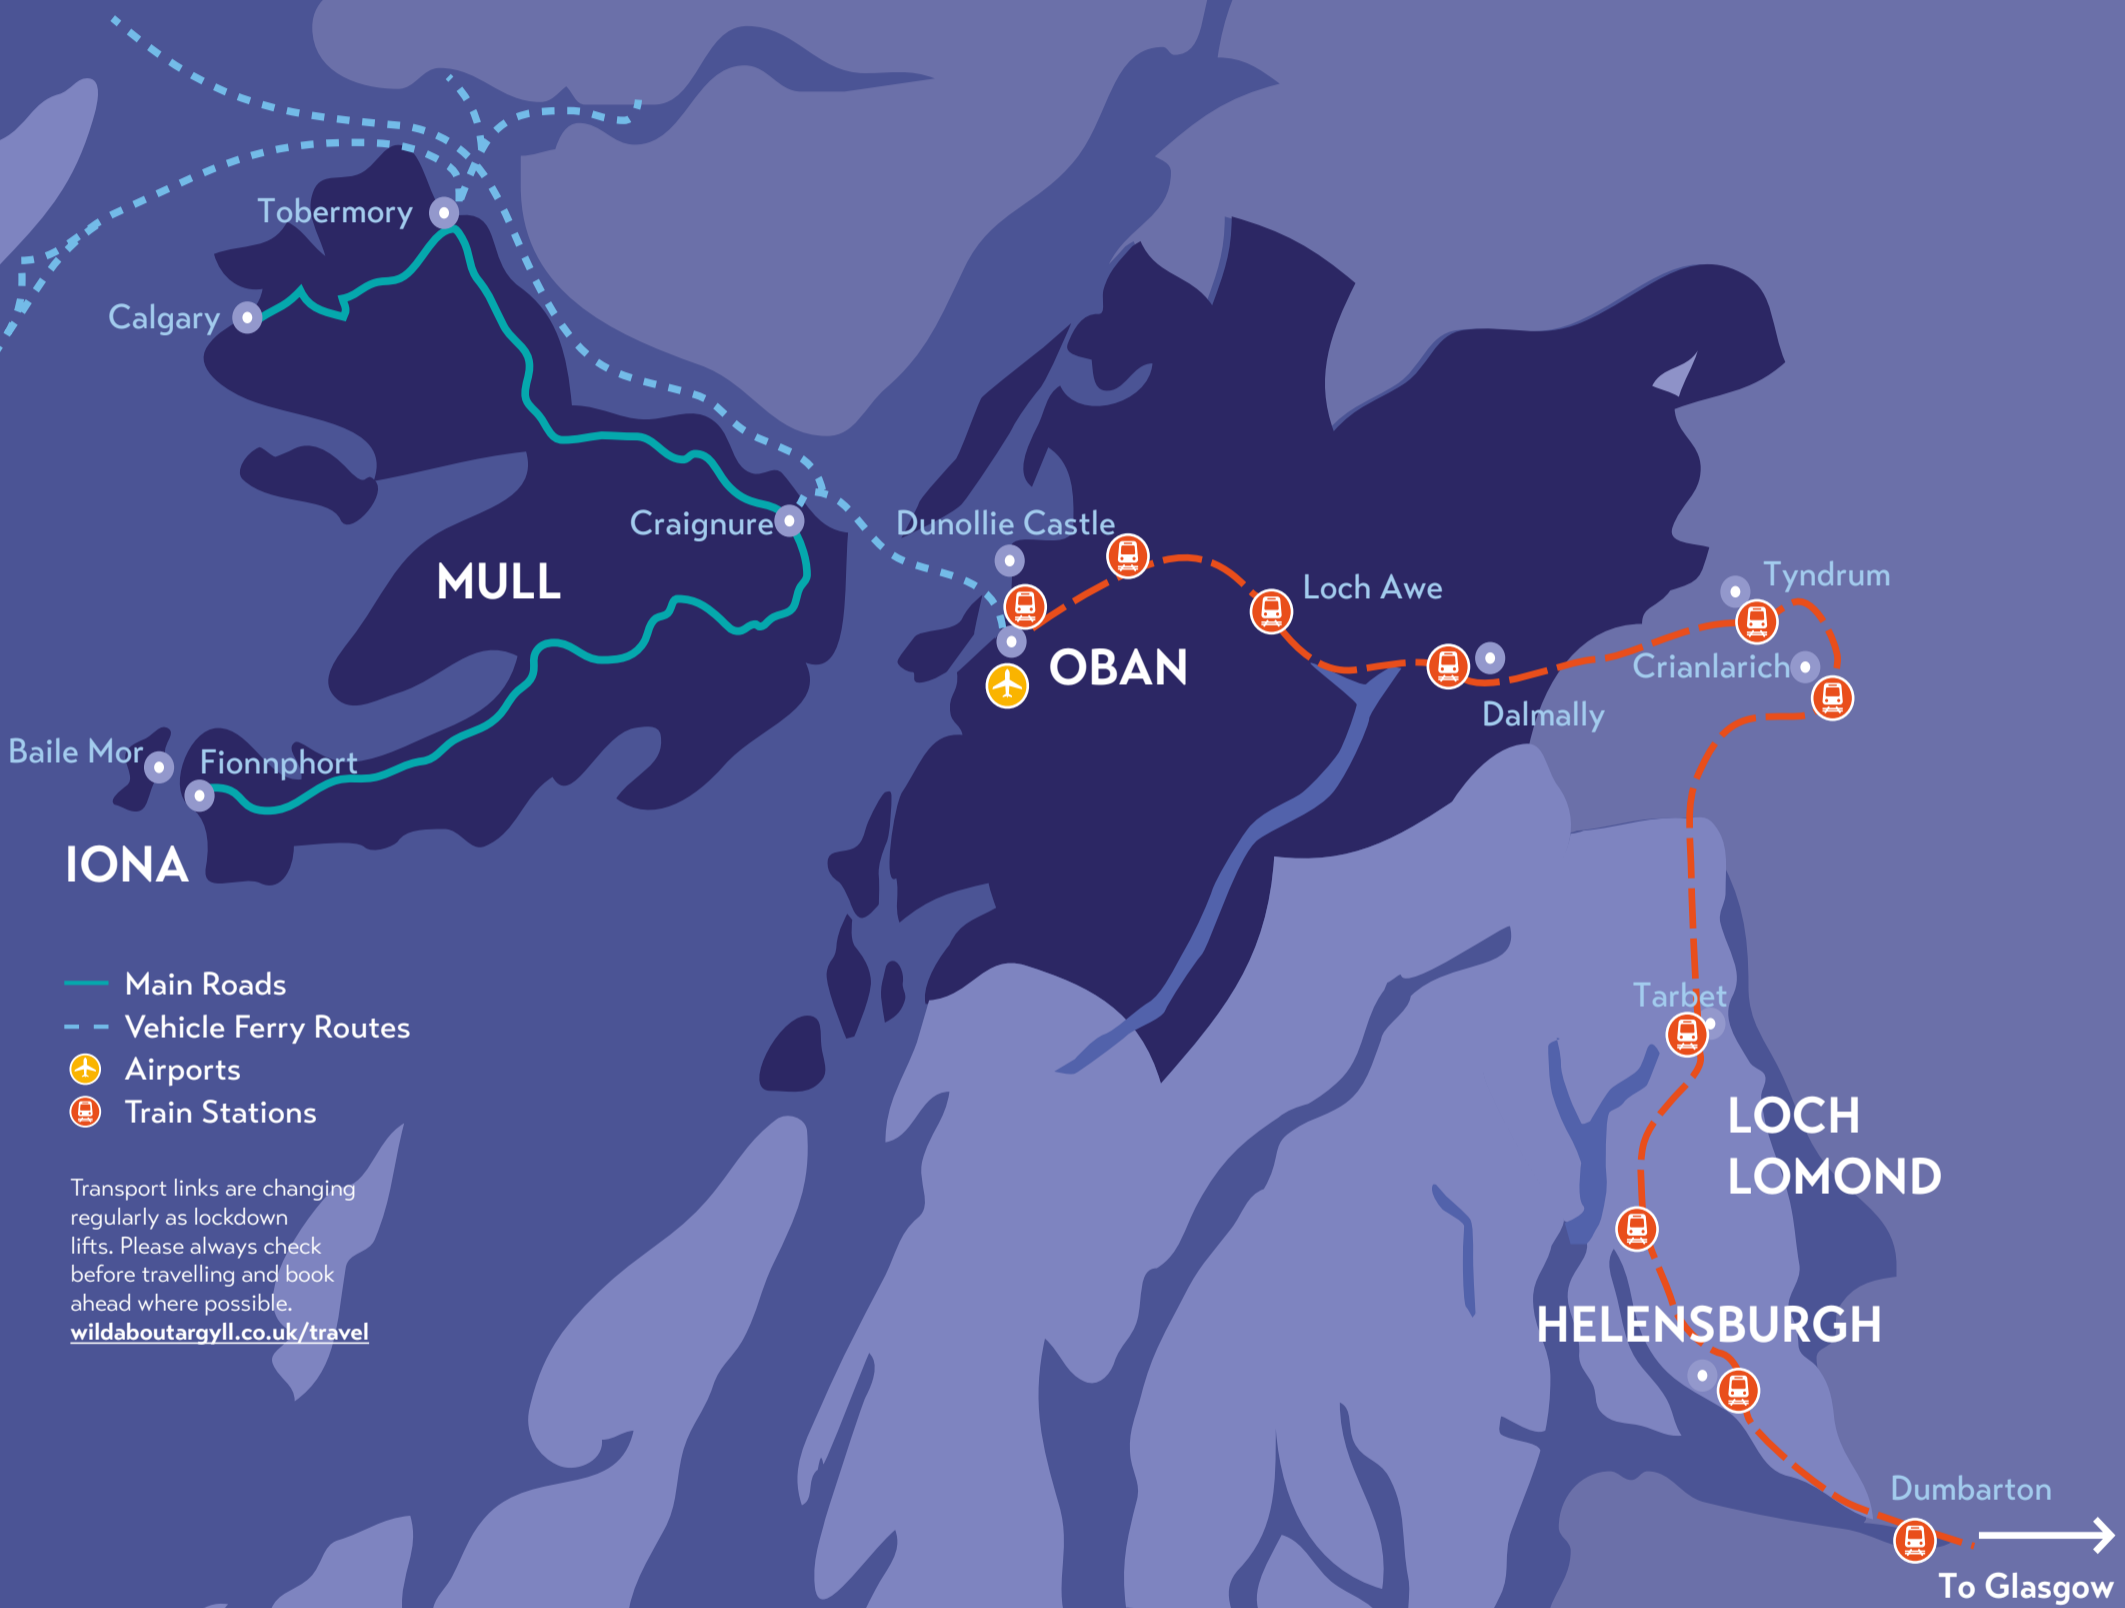 Tobermory
Calgary
Craignure
Dunollie Castle
MULL
Loch Awe
Tyndrum
OBAN
Crianlarich
Dalmally
Baile Mor
Fionnphort
IONA
Main Roads
Vehicle Ferry Routes
Airports
Train Stations
Tarbet
LOCH
LOMOND
Transport links are changing
regularly as lockdown
lifts. Please always check
before travelling and book
ahead where possible.
wildaboutargyll.co.uk/travel
HELENSBURGH
Dumbarton
To Glasgow